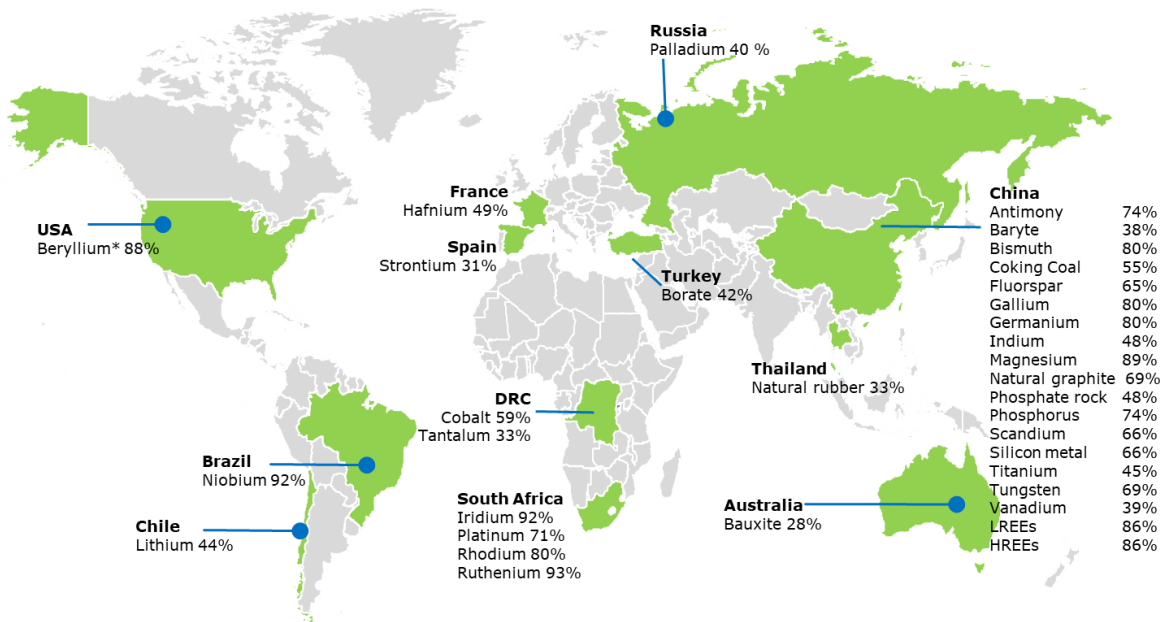 Russia
Palladium 40 %
France
Hafnium 49%
Spain
Strontium 31%
Turkey
Borate 42%
USA
Beryllium* 88%
China
Antimony 74%
Baryte 38%
Bismuth 80%
Coking Coal 55%
Fluorspar 65%
Gallium 80%
Germanium 80%
Indium 48%
Magnesium 89%
Natural graphite 69%
Phosphate rock 48%
Phosphorus 74%
Scandium 66%
Silicon metal 66%
Titanium 45%
Tungsten 69%
Vanadium 39%
LREEs 86%
HREEs 86%
Thailand
Natural rubber 33%
DRC
Cobalt 59%
Tantalum 33%
Brazil
Niobium 92%
Chile
Lithium 44%
South Africa
Iridium 92%
Platinum 71%
Rhodium 80%
Ruthenium 93%
Australia
Bauxite 28%